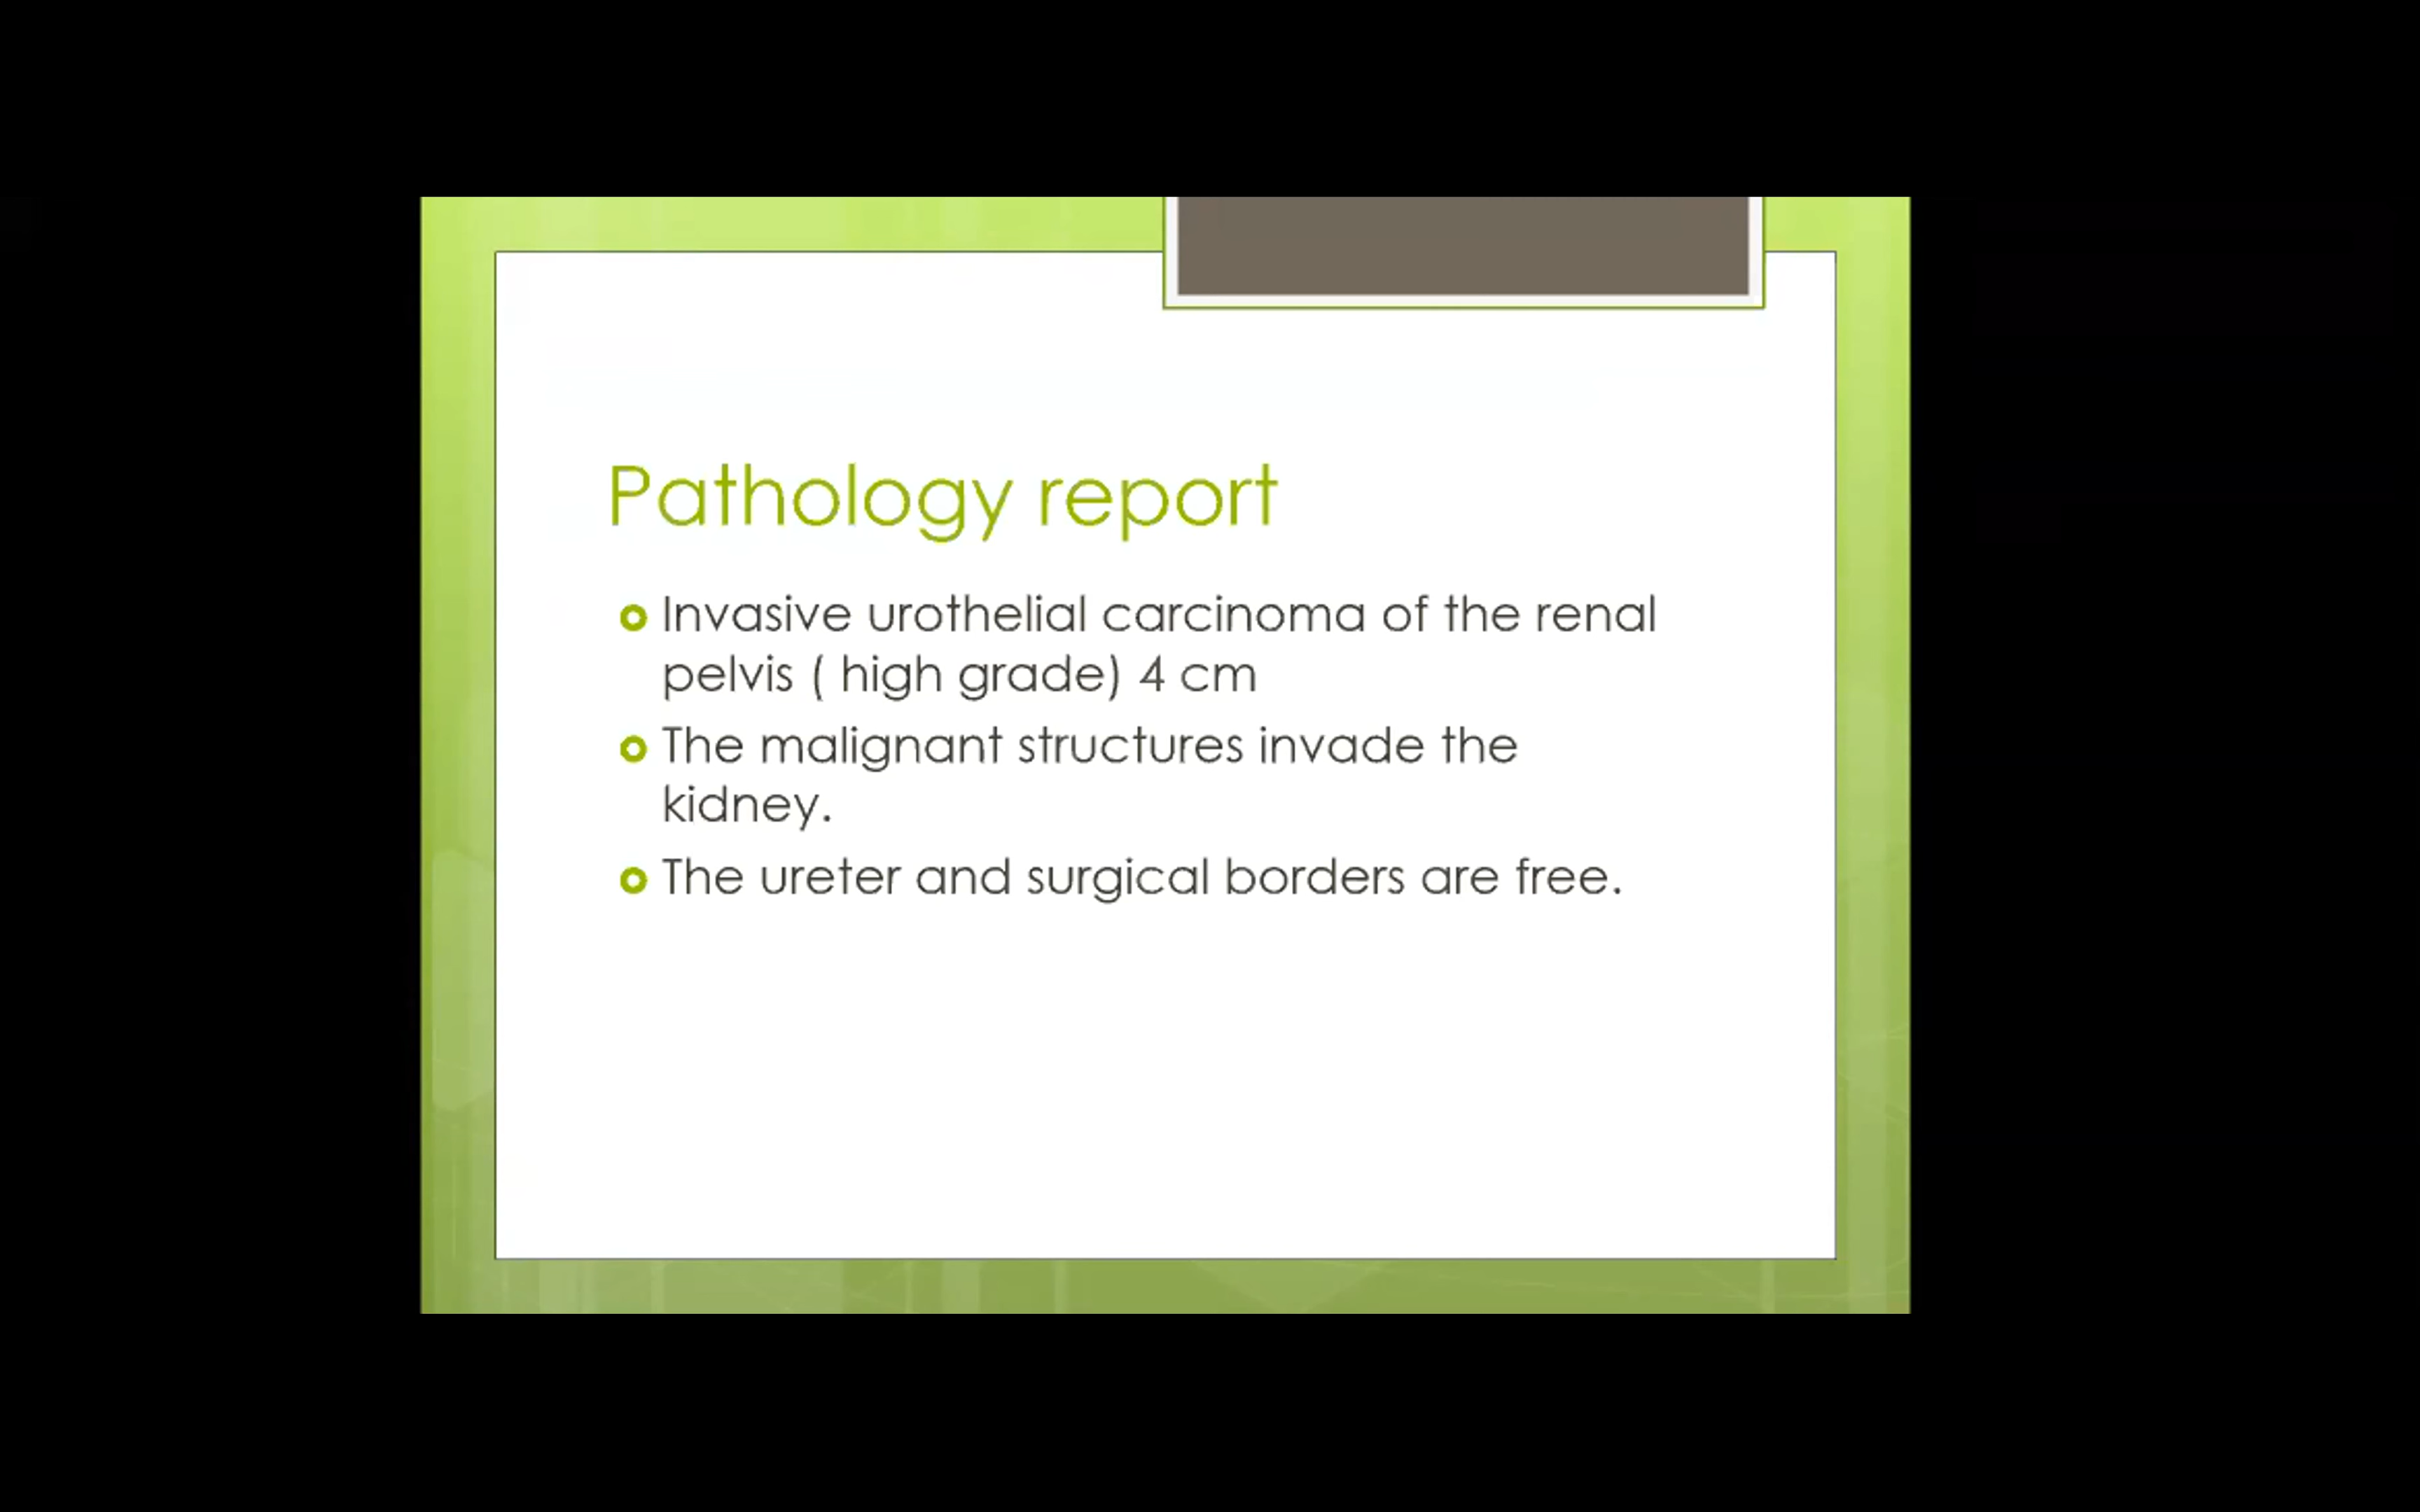 Pathology report
Invasive urothelial carcinoma of the renal
pelvis ( high grade) 4 cm
The malignant structures invade the
kidney.
The ureter and surgical borders are free.